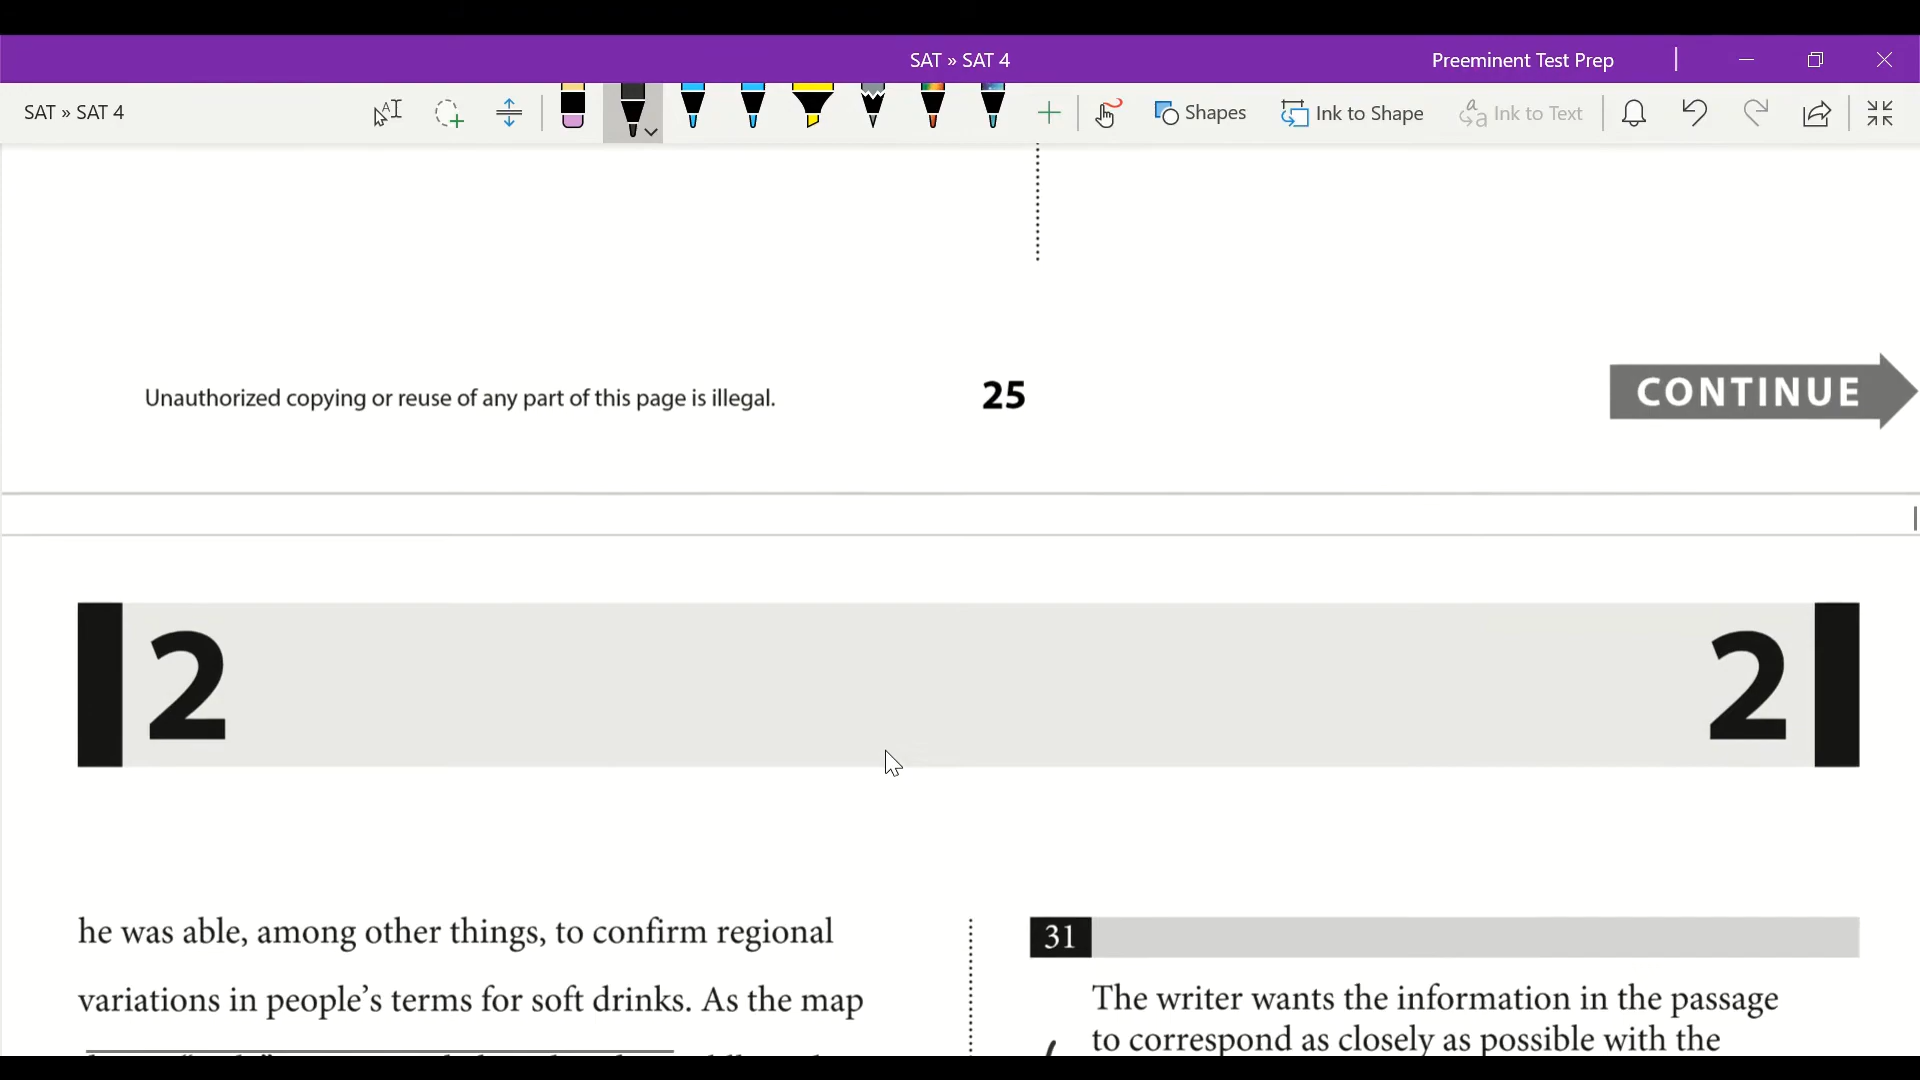 SAT » SAT 4
Preeminent Test Prep
SAT » SAT 4
Shapes
Ink to Shape
Ink to Text
Unauthorized copying or reuse of any part of this page is illegal.
25
CONTINUE
2
2
he was able, among other things, to confirm regional
variations in people's terms for soft drinks. As the map
31
The writer wants the information in the passage
to correspond as closely as possible with the